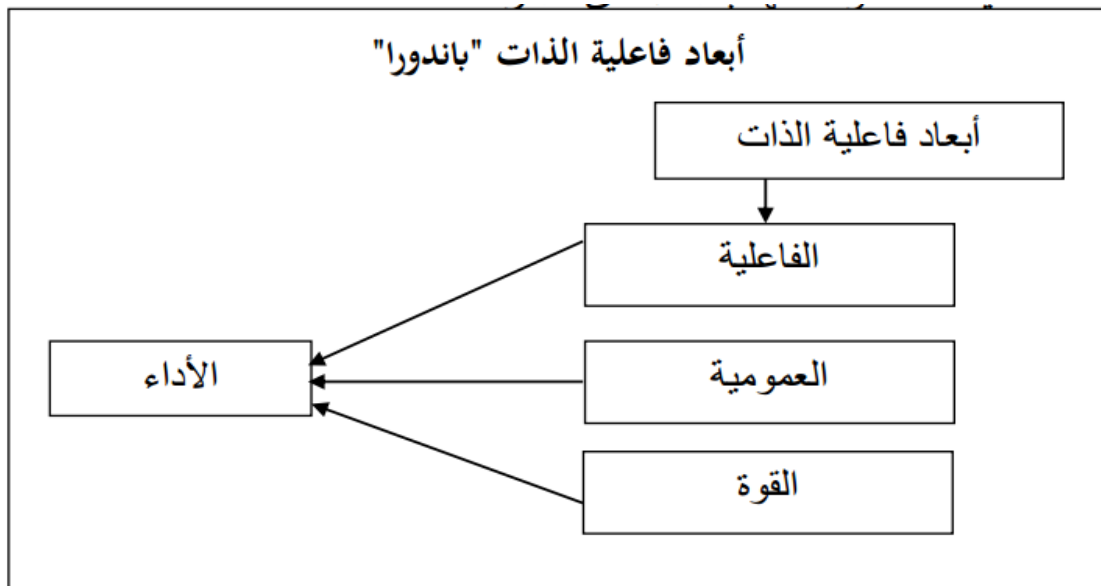 أبعاد فاعلية الذات "باندورا"
أبعاد فاعلية الذات
الفاعلية
العمومية
الأداء
القوة